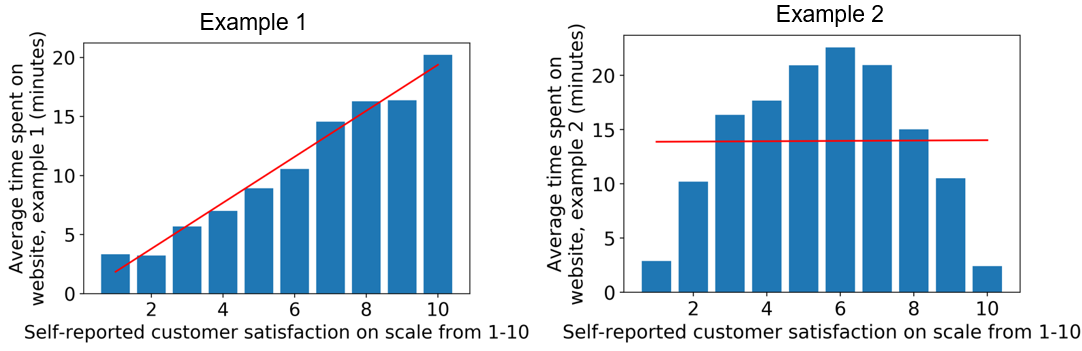 Example 1
Average time spent on
website, example 1 (minutes)
20
15
10
5
0
2 4 6 8 10
Self-reported customer satisfaction on scale from 1-10
Example 2
Average time spent on
website, example 2 (minutes)
20
15
10
5
0
2 4 6 8 10
Self-reported customer satisfaction on scale from 1-10